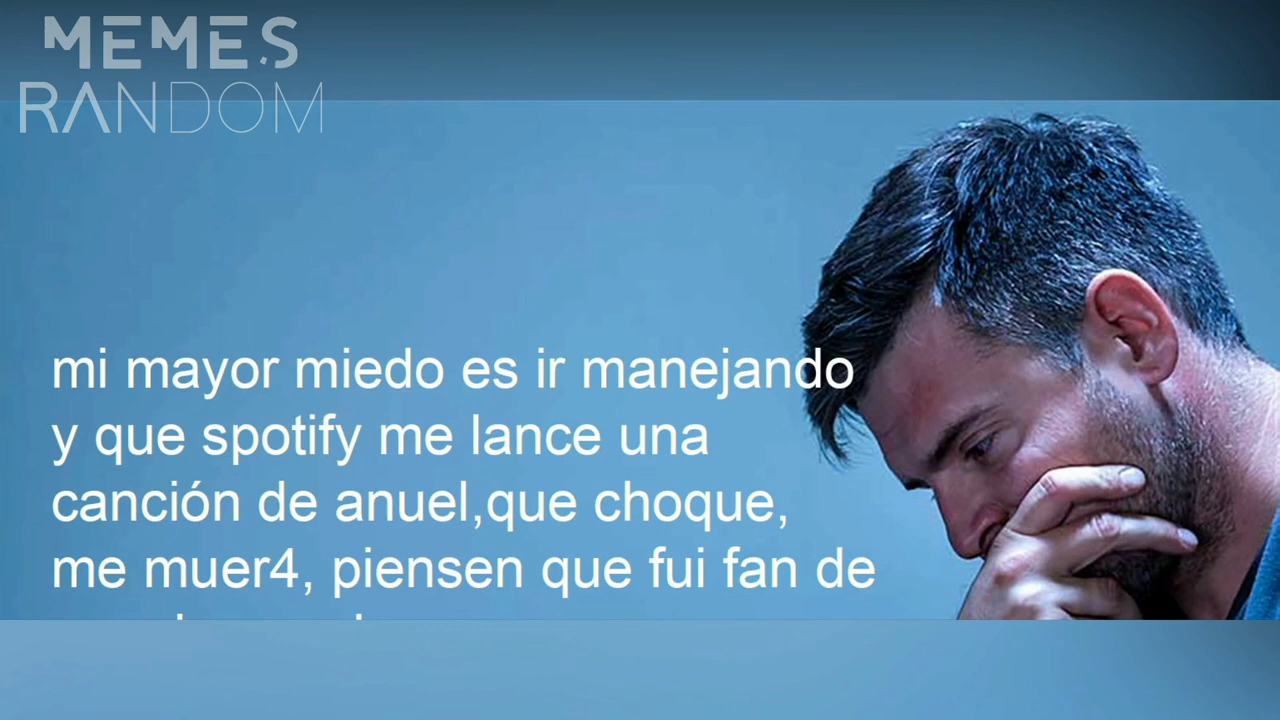 MEMES
RANDOM
mi mayor miedo es ir manejando
y que spotify me lance una
canción de anuel,que choque,
me muer4, piensen que fui fan de